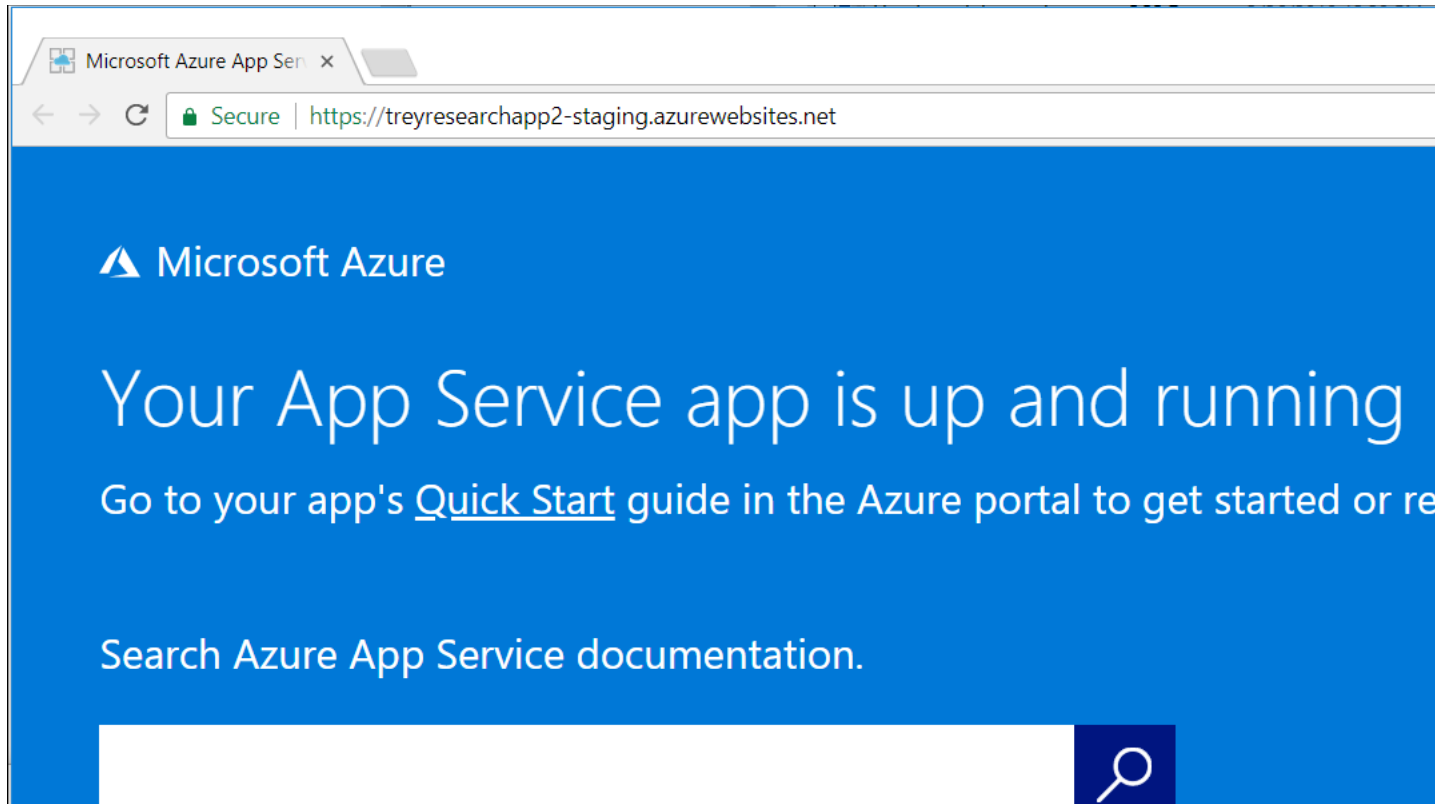 Microsoft Azure App Ser
Secure | https://treyresearchapp2-staging.azurewebsites.net
Microsoft Azure
Your App Service app is up and running
Go to your app's Quick Start guide in the Azure portal to get started or re
Search Azure App Service documentation.